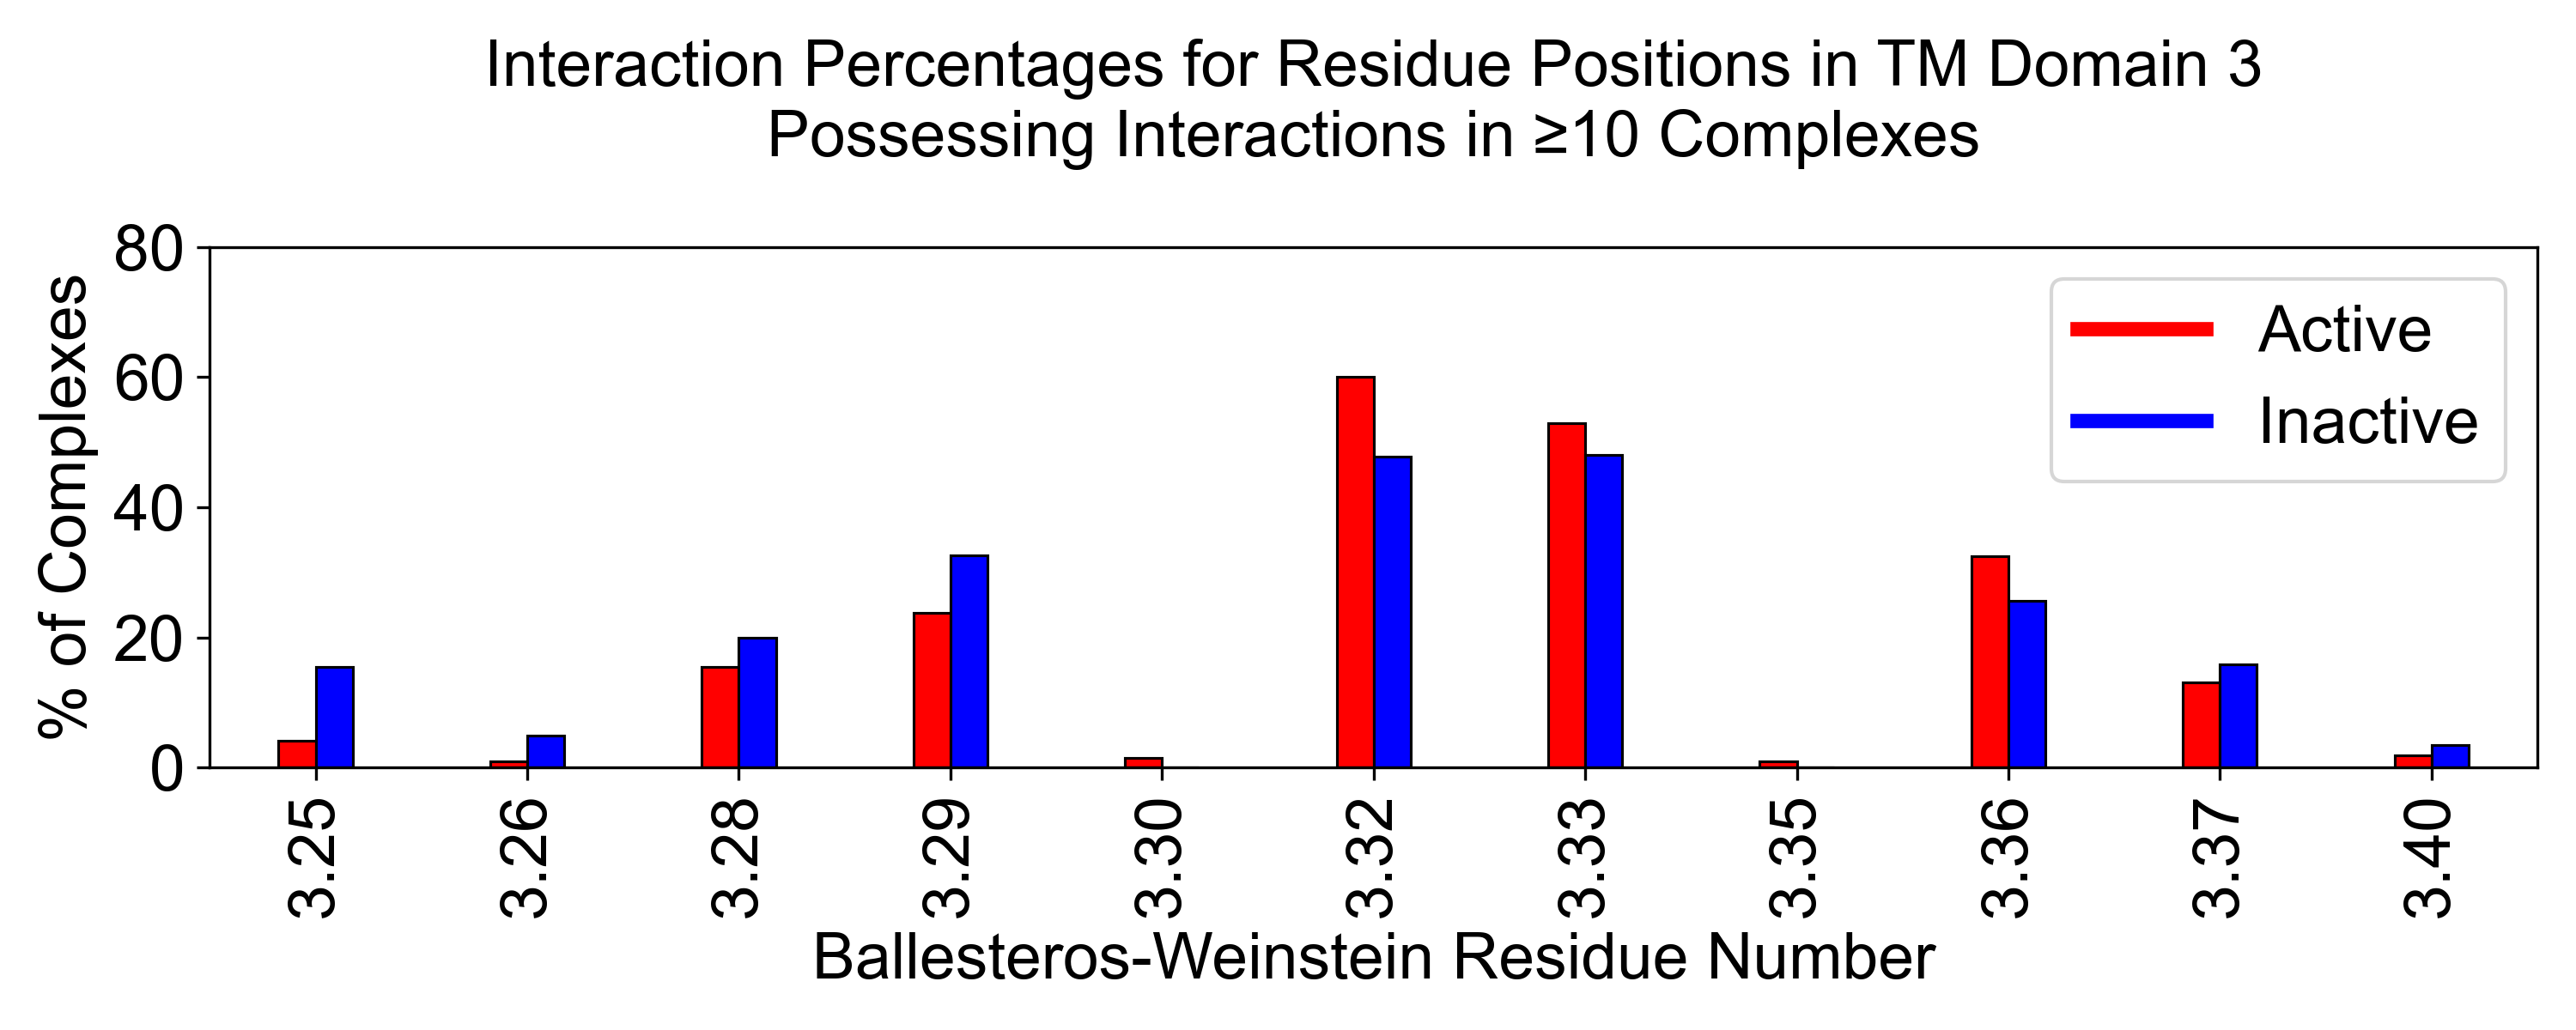 Interaction Percentages for Residue Positions in TM Domain 3
Possessing Interactions in ≥10 Complexes
80
60
40
20
0
% of Complexes
Active
Inactive
3.25
3.26
3.28
3.29
3.30
3.32
3.33
3.35
3.36
3.37
3.40
Ballesteros-Weinstein Residue Number